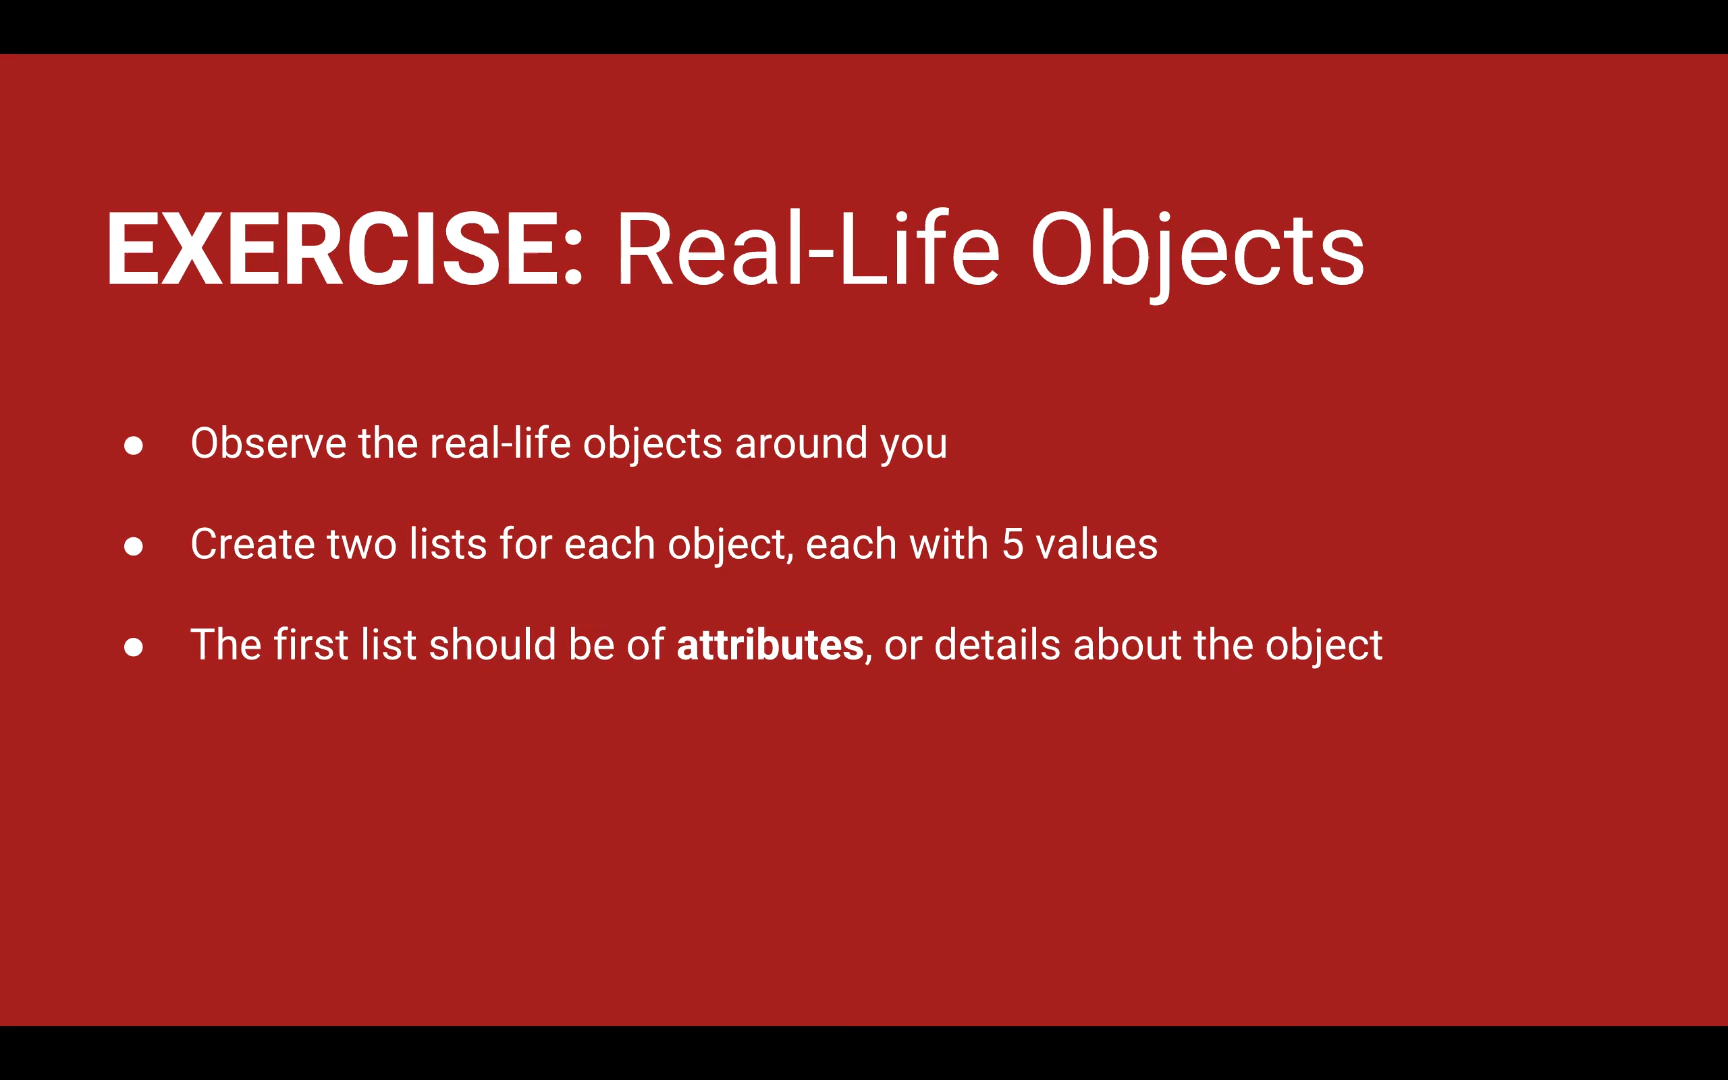 EXERCISE: Real-Life Objects
● Observe the real-life objects around you
● Create two lists for each object, each with 5 values
● The first list should be of attributes, or details about the object